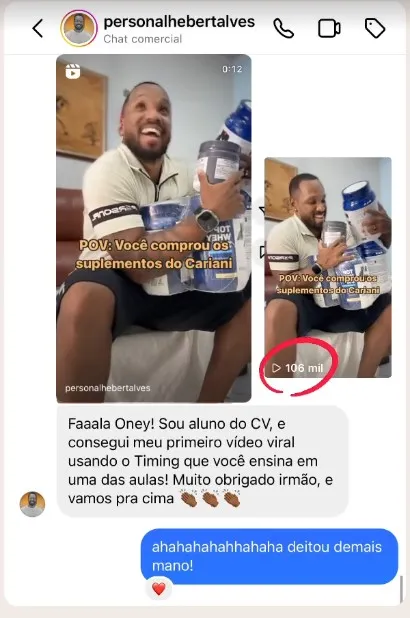 personalhebertalves
Chat comercial
0:12
POV: Você comprou os
suplementos do Cariani
personalhebertalves
POV: Você comprou os
suplementos do Cariani
106 mil
Faaala Oney! Sou aluno do CV, e
consegui meu primeiro vídeo viral
usando o Timing que você ensina em
uma das aulas! Muito obrigado irmão, e
vamos pra cima 👏🏾👏🏾👏🏾
ahahahahahhahaha deitou demais
mano!